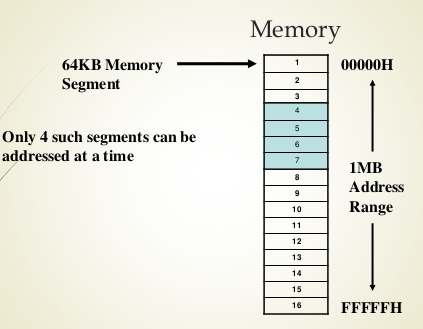 Memory
64KB Memory
Segment
Only 4 such segments can be
addressed at a time
1
2
3
4
5
6
7
8
9
10
11
12
13
14
15
16
00000H
1MB
Address
Range
FFFFFH